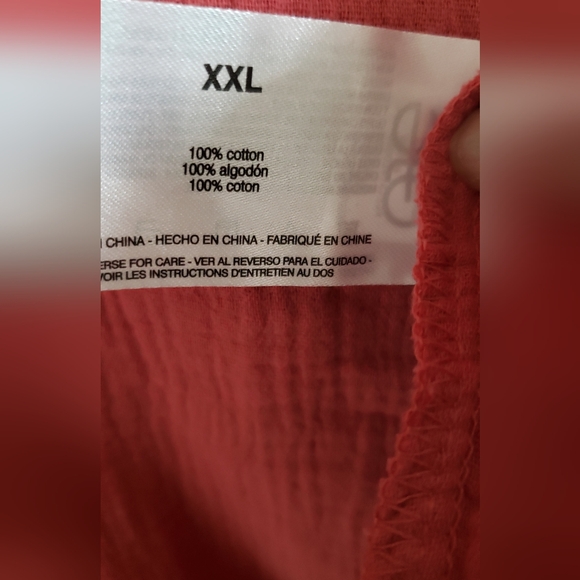 XXL
100% cotton
100% algodón
100% coton
CHINA - HECHO EN CHINA - FABRIQUÉ EN CHINE
ERSE FOR CARE - VER AL REVERSO PARA EL CUIDADO -
VOIR LES INSTRUCTIONS D'ENTRETIEN AU DOS